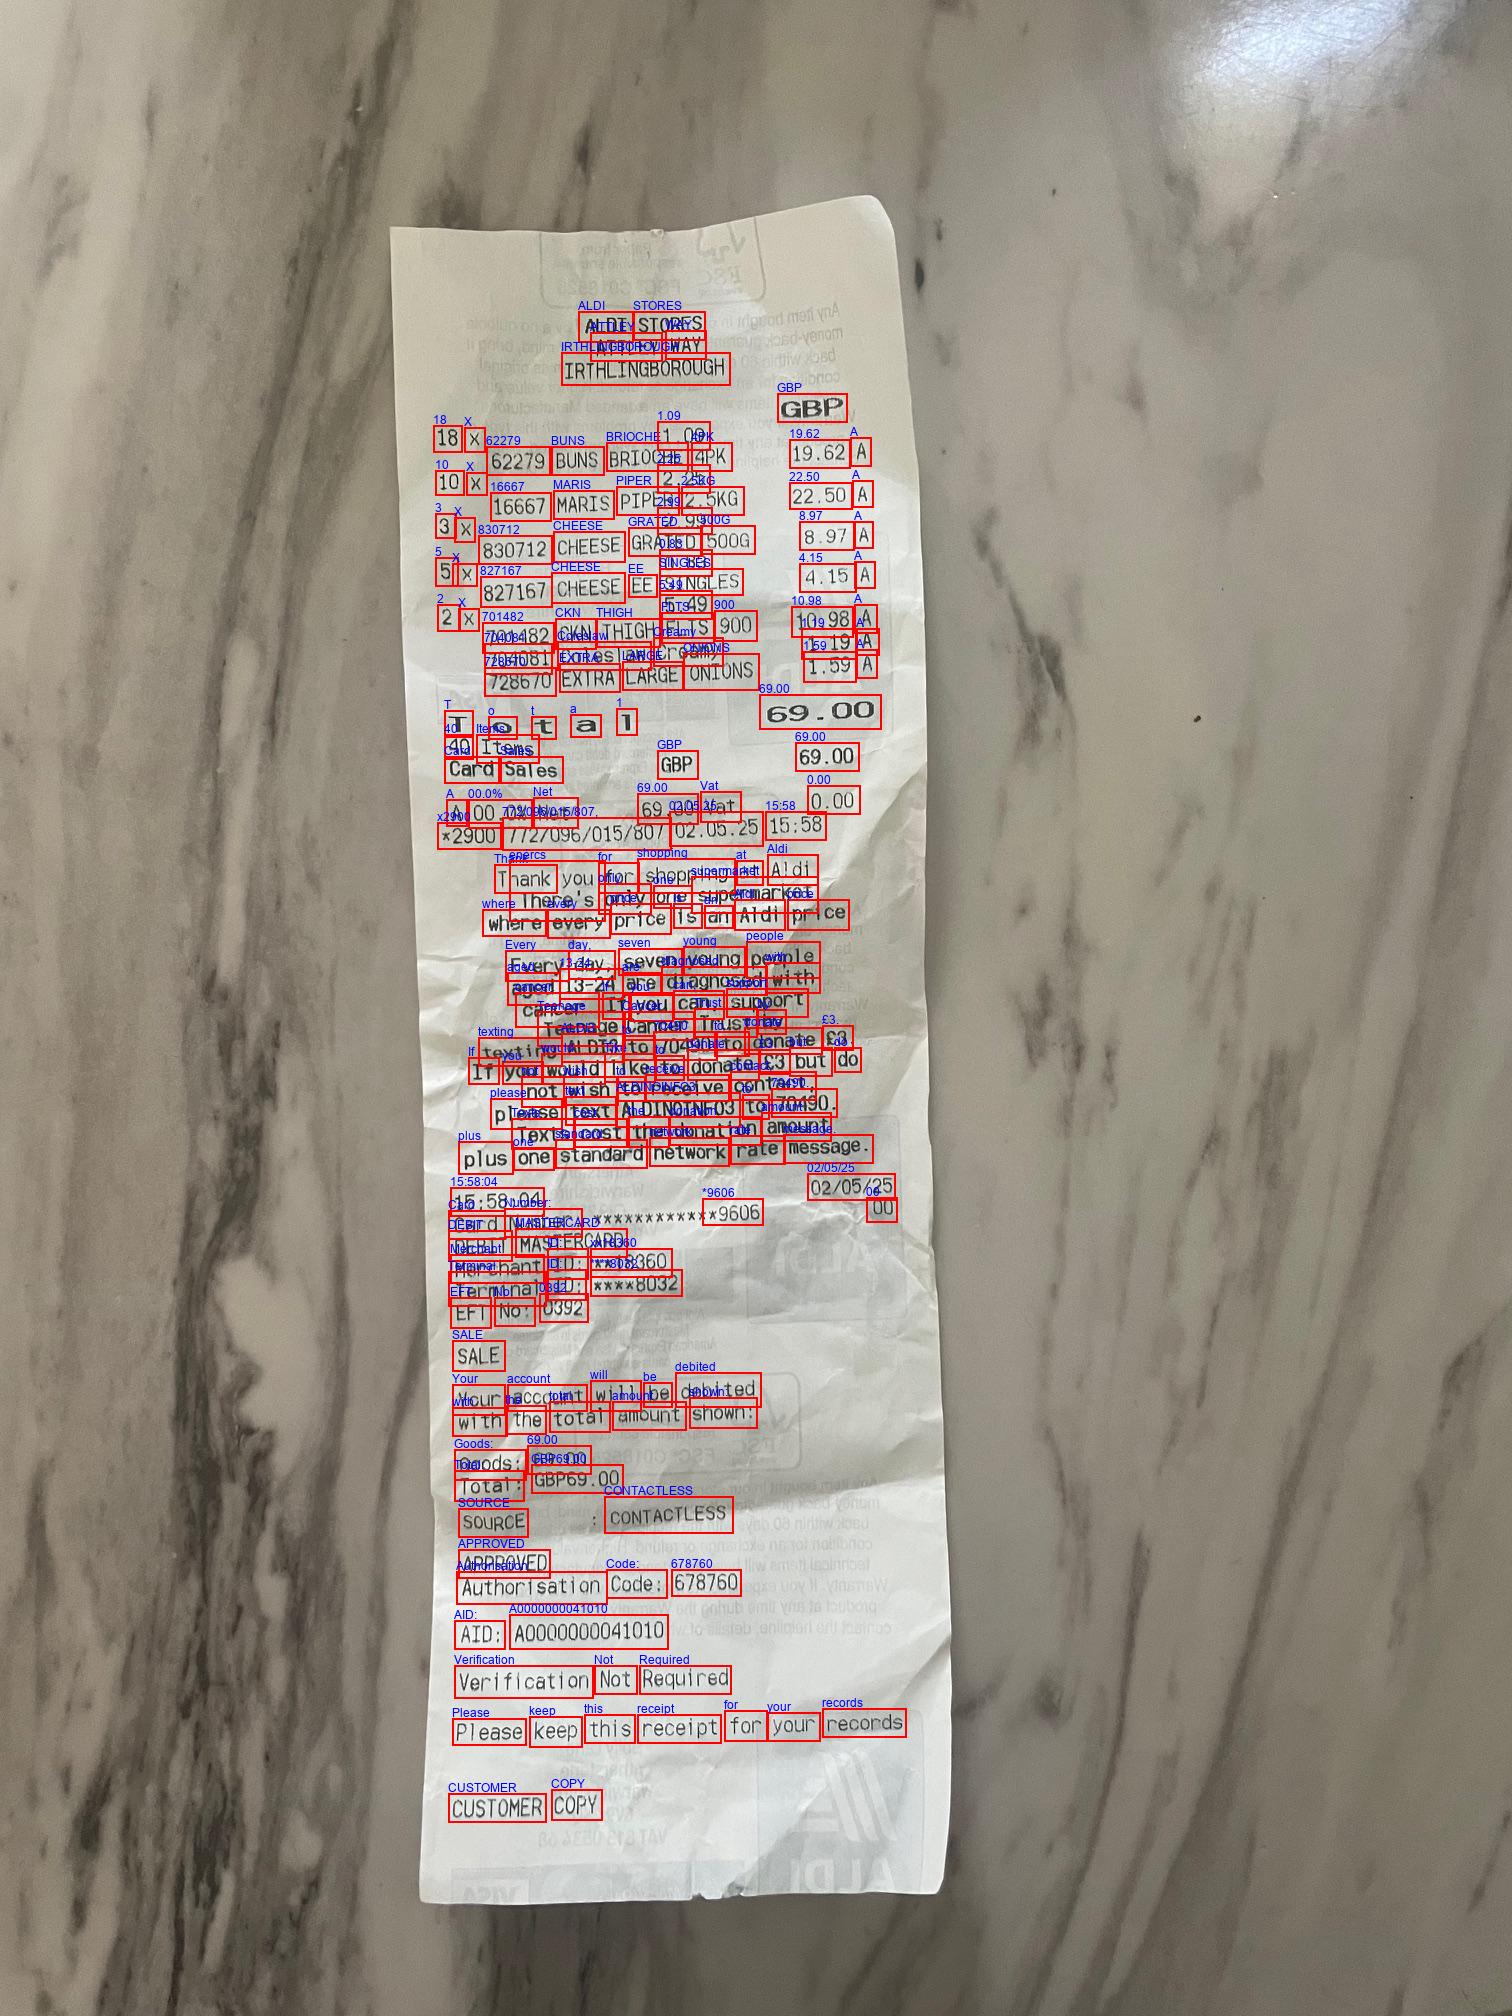 ALDI STORES
ATTLEY WAY
IRTHLINGBOROUGH
GBP
18 x 1.09
62279 BUNS BRIOCHE 4PK 19.62 A
10 x 2.25
16667 MARIS PIPER 2.5KG 22.50 A
3 x 2.99
830712 CHEESE GRATED 500G 8.97 A
5 x 0.83
827167 CHEESE EE SINGLES 4.15 A
2 x 5.49
701482 CKN THIGH FLTS 900 10.98 A
704081 Coleslaw Creamy 1.19 A
728670 EXTRA LARGE ONIONS 1.59 A
Total 69.00
40 Items
Card Sales GBP 69.00
A 00.0% Net 69.00 Vat 0.00
*2900 772/096/015/807 02.05.25 15:58
Thank you for shopping at Aldi
There's only one supermarket
where every price is an Aldi price
Every day, seven young people
aged 13-24 are diagnosed with
cancer. If you can, support
Teenage Cancer Trust by
texting ALDI3 to 70490 to donate £3.
If you would like to donate £3 but do
not wish to receive contact,
please text ALDINOINFO3 to 70490.
Texts cost the donation amount
plus one standard network rate message.
02/05/25
15:58:04
Card Number: ************9606 00
DEBIT MASTERCARD
Merchant ID: **18360
Terminal ID: ****8032
EFT No: 0392
SALE
Your account will be debited
with the total amount shown:
Goods: 69.00
Total: GBP69.00
SOURCE : CONTACTLESS
APPROVED
Authorisation Code: 678760
AID: A0000000041010
Verification Not Required
Please keep this receipt for your records
CUSTOMER COPY